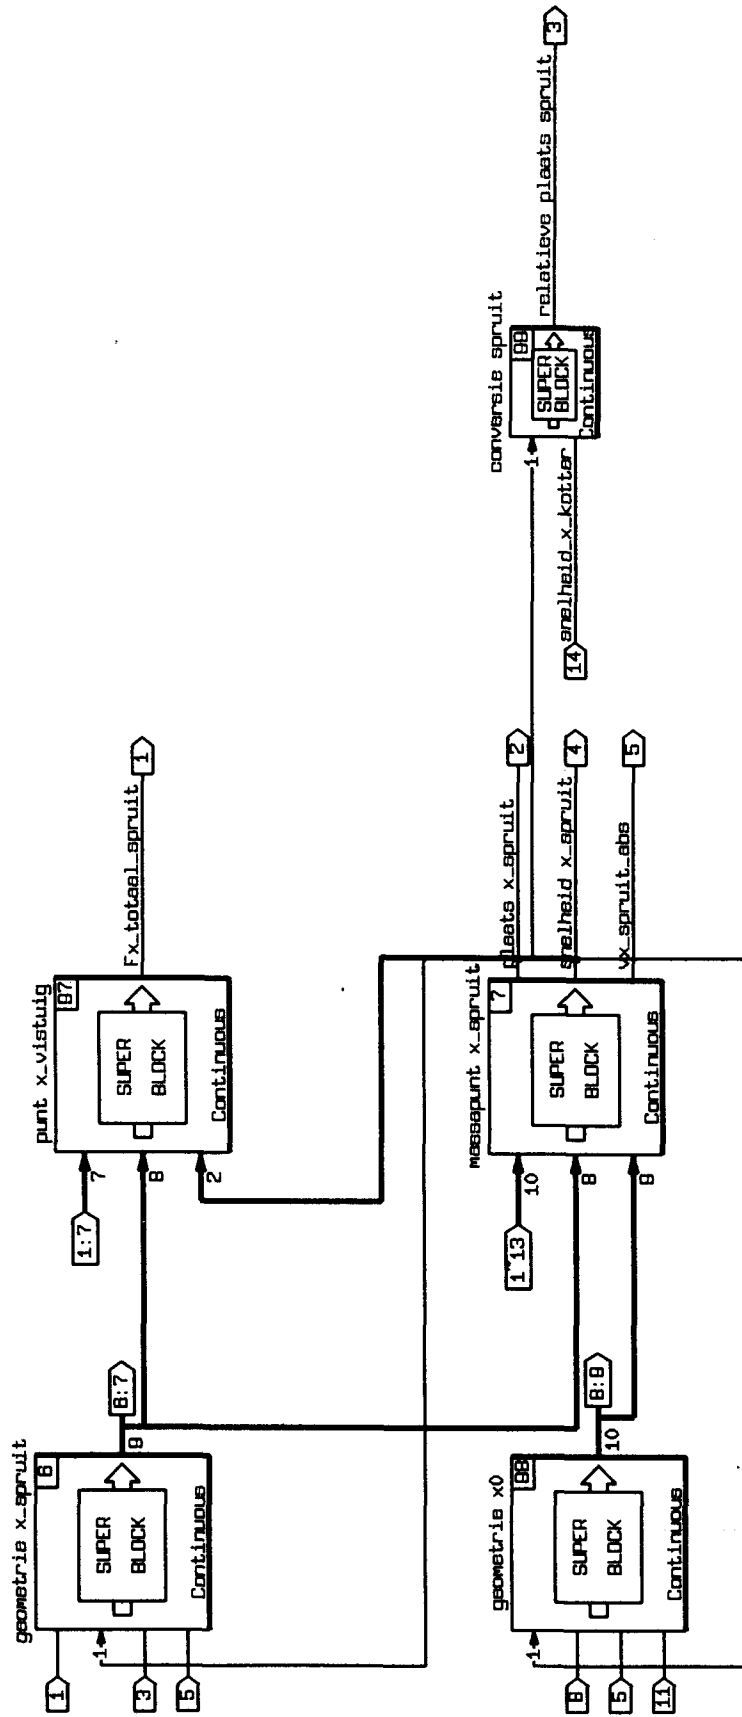 geometrie x_spruit
6
SUPER
BLOCK
Continuous
1
1
3
5
9
8:7
punt x_vistuig
97
SUPER
BLOCK
Continuous
1:7
7
8
2
Fx_totaal_spruit
1
geometrie x0
98
SUPER
BLOCK
Continuous
1
8
5
11
10
8:9
massapunt x_spruit
7
SUPER
BLOCK
Continuous
1~13
10
8
9
plaats x_spruit
2
snelheid x_spruit
4
vx_spruit_abs
5
conversie spruit
99
SUPER
BLOCK
Continuous
1
14
snelheid_x_kotter
relatieve plaats spruit
3